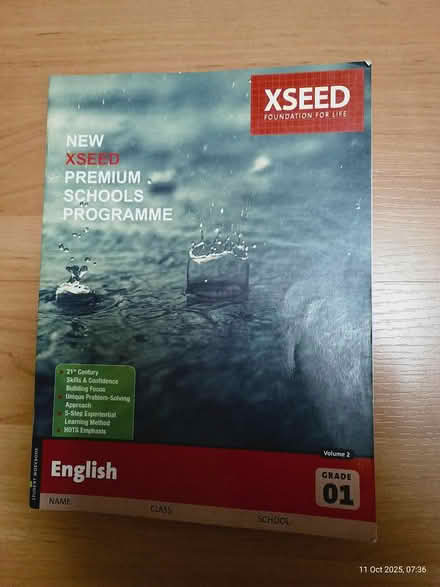 XSEED
FOUNDATION FOR LIFE
NEW
XSEED
PREMIUM
SCHOOLS
PROGRAMME
21st Century
Skills & Confidence
Building Focus
Unique Problem-Solving
Approach
5-Step Experiential
Learning Method
HOTS Emphasis
Volume 2
STUDENT WORKBOOK
English
GRADE
01
NAME:
CLASS:
SCHOOL:
11 Oct 2025, 07:36